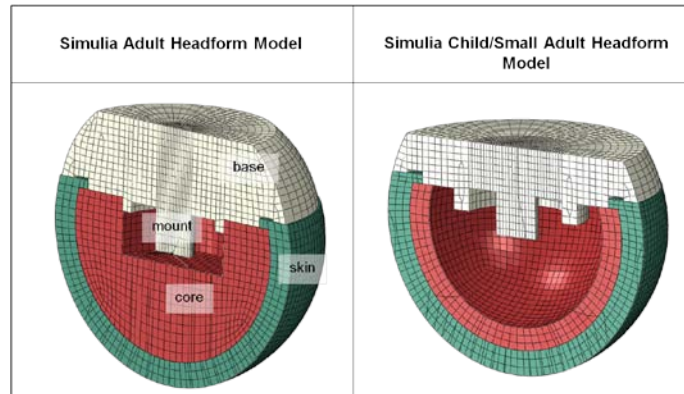 Simulia Adult Headform Model
Simulia Child/Small Adult Headform
Model
base
mount
skin
core